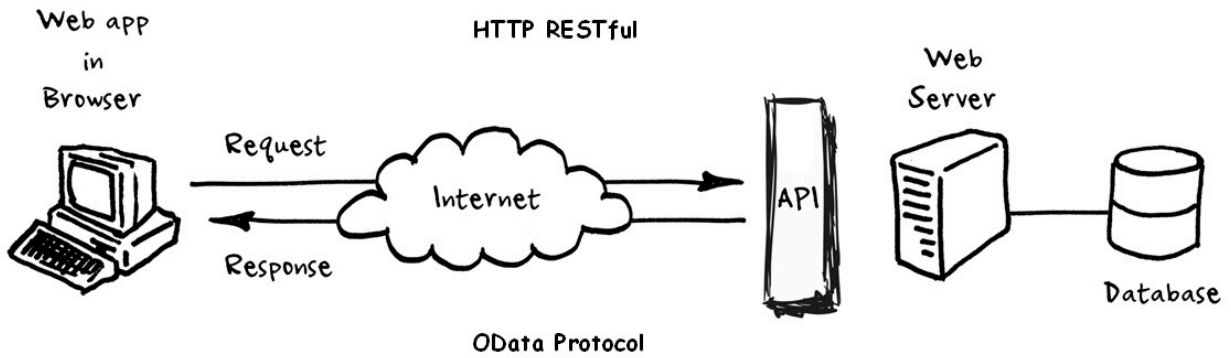 Web app
in
Browser
HTTP RESTful
Request
Internet
Response
API
Web
Server
Database
OData Protocol